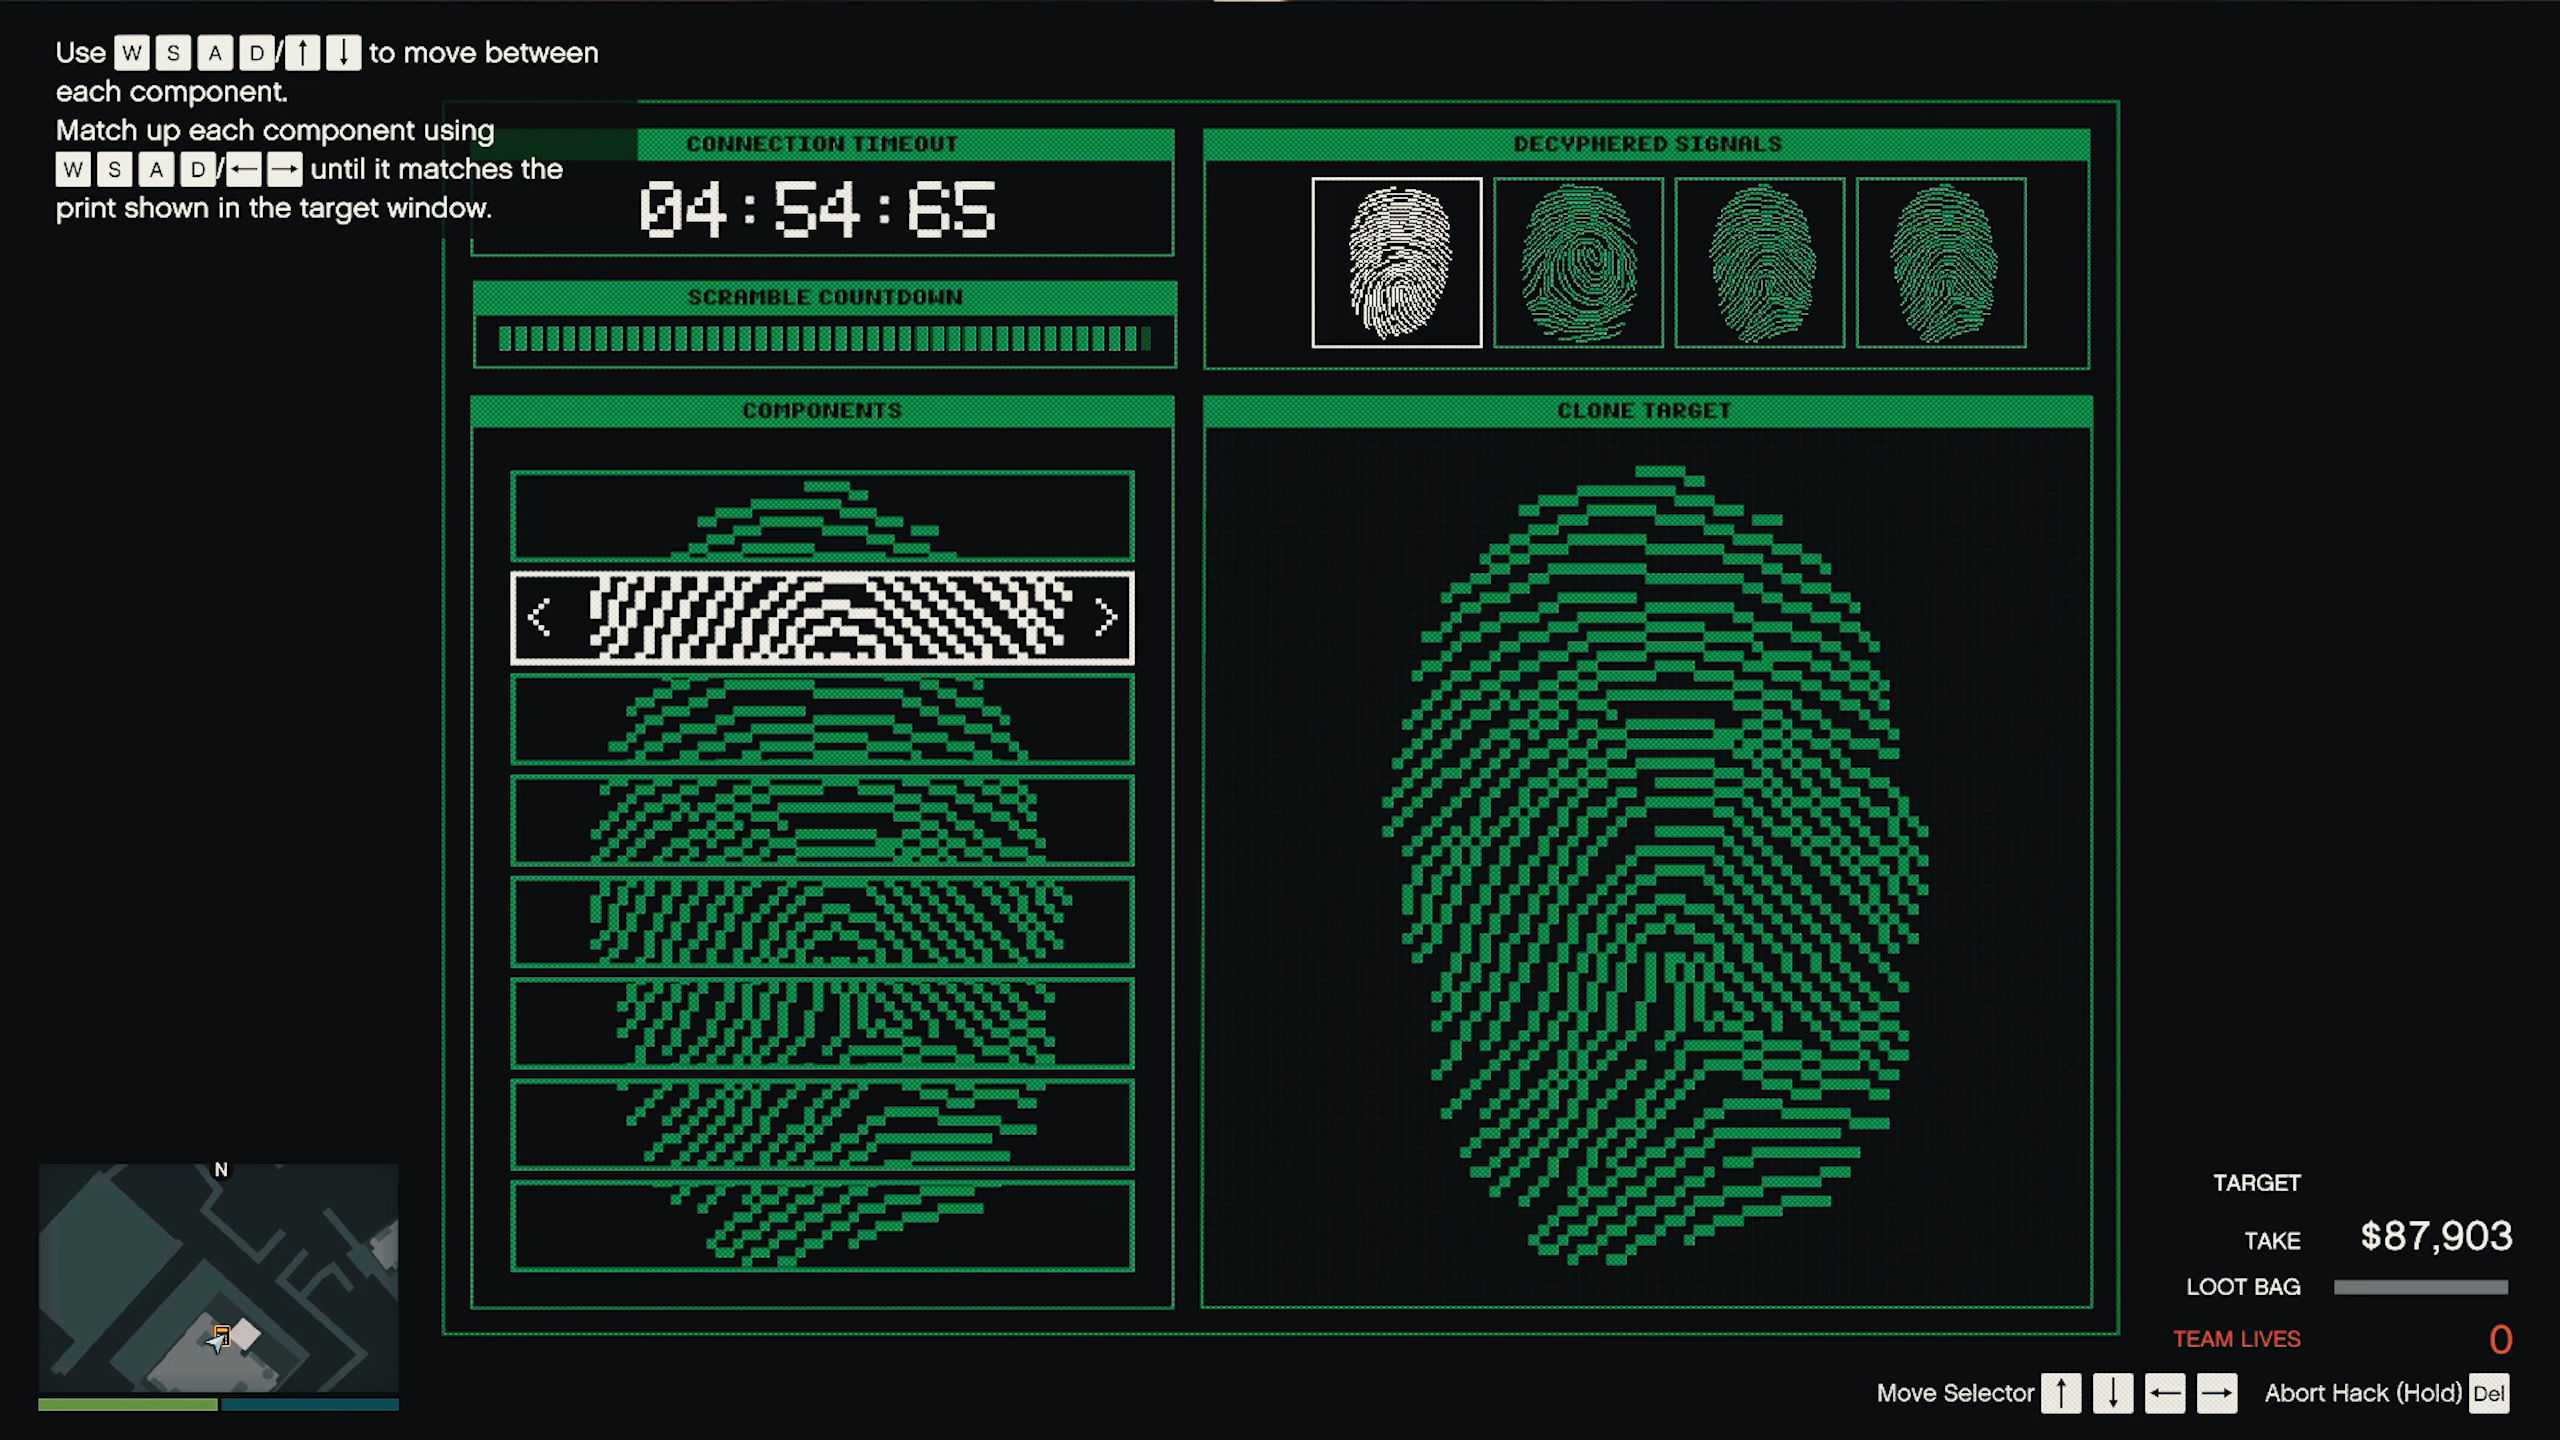 Use W S A D/↑ ↓ to move between
each component.
Match up each component using
W S A D/← → until it matches the
print shown in the target window.
CONNECTION TIMEOUT
04:54:65
SCRAMBLE COUNTDOWN
DECYPHERED SIGNALS
COMPONENTS
CLONE TARGET
< >
N
TARGET
TAKE $87,903
LOOT BAG
TEAM LIVES 0
Move Selector ↑ ↓ ← → Abort Hack (Hold) Del